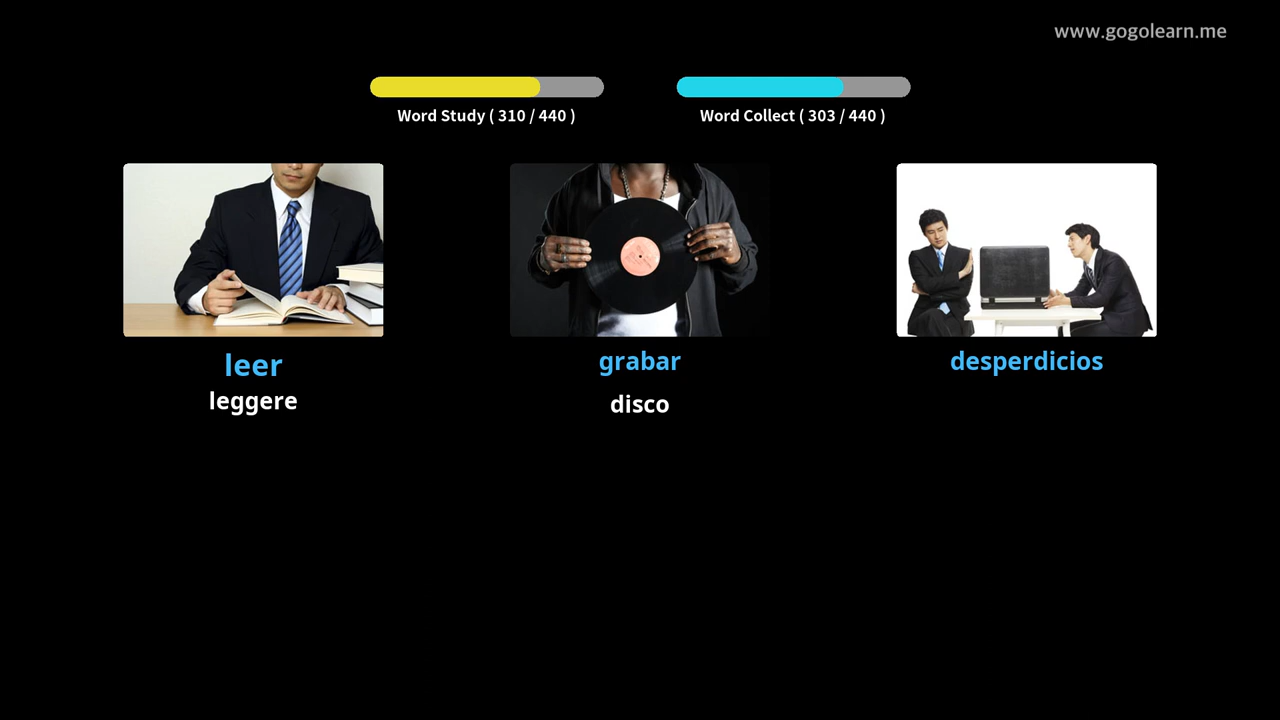 www.gogolearn.me
Word Study ( 310 / 440 )
Word Collect ( 303 / 440 )
leer
leggere
grabar
disco
desperdicios